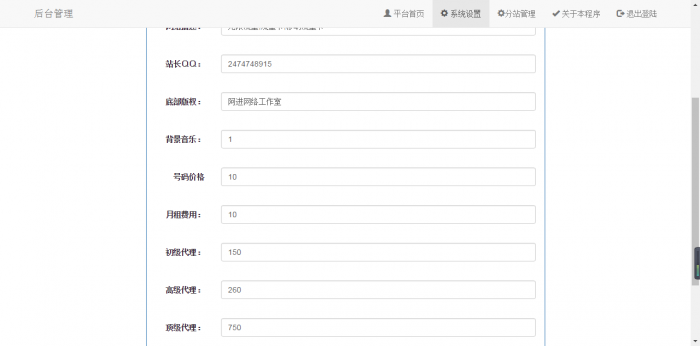 后台管理
平台首页 系统设置 分站管理 关于本程序 退出登陆
站长QQ： 2474748915
底部版权： 阿进网络工作室
背景音乐： 1
号码价格 10
月租费用： 10
初级代理： 150
高级代理： 260
顶级代理： 750